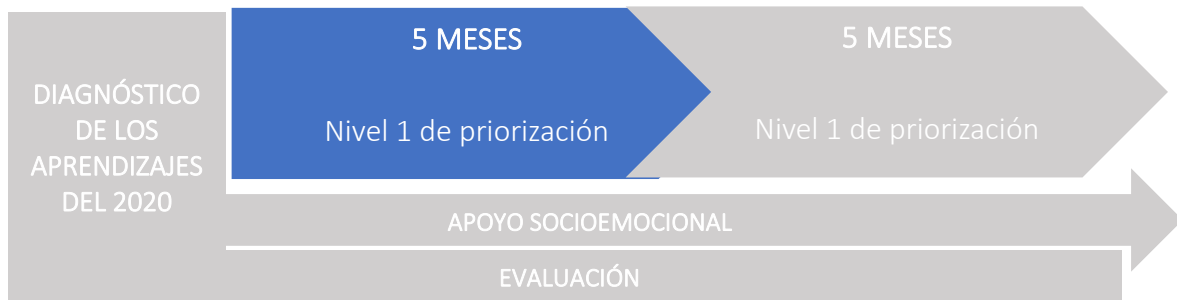 DIAGNÓSTICO
DE LOS
APRENDIZAJES
DEL 2020
5 MESES
Nivel 1 de priorización
5 MESES
Nivel 1 de priorización
APOYO SOCIOEMOCIONAL
EVALUACIÓN